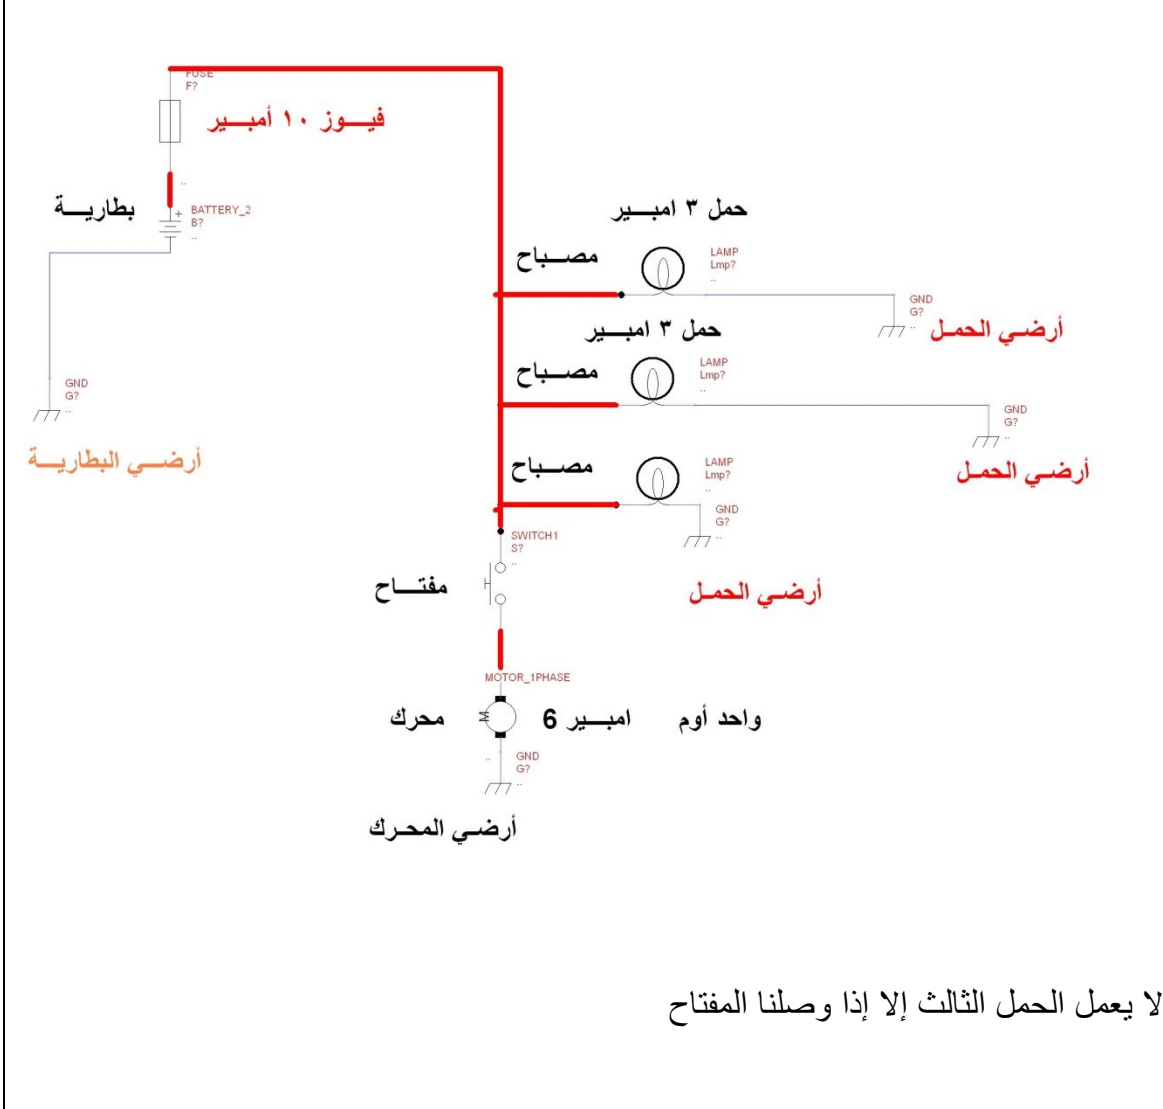 FUSE
F?
فيوز ١٠ أمبير
بطارية
BATTERY_2
B?
حمل ٣ امبير
مصباح
LAMP
Lmp?
GND
G?
أرضي الحمل
حمل ٣ امبير
مصباح
LAMP
Lmp?
GND
G?
أرضي الحمل
GND
G?
أرضي البطارية
مصباح
LAMP
Lmp?
GND
G?
أرضي الحمل
SWITCH1
S?
مفتاح
MOTOR_1PHASE
محرك
M
6 امبير
واحد أوم
GND
G?
أرضي المحرك
لا يعمل الحمل الثالث إلا إذا وصلنا المفتاح